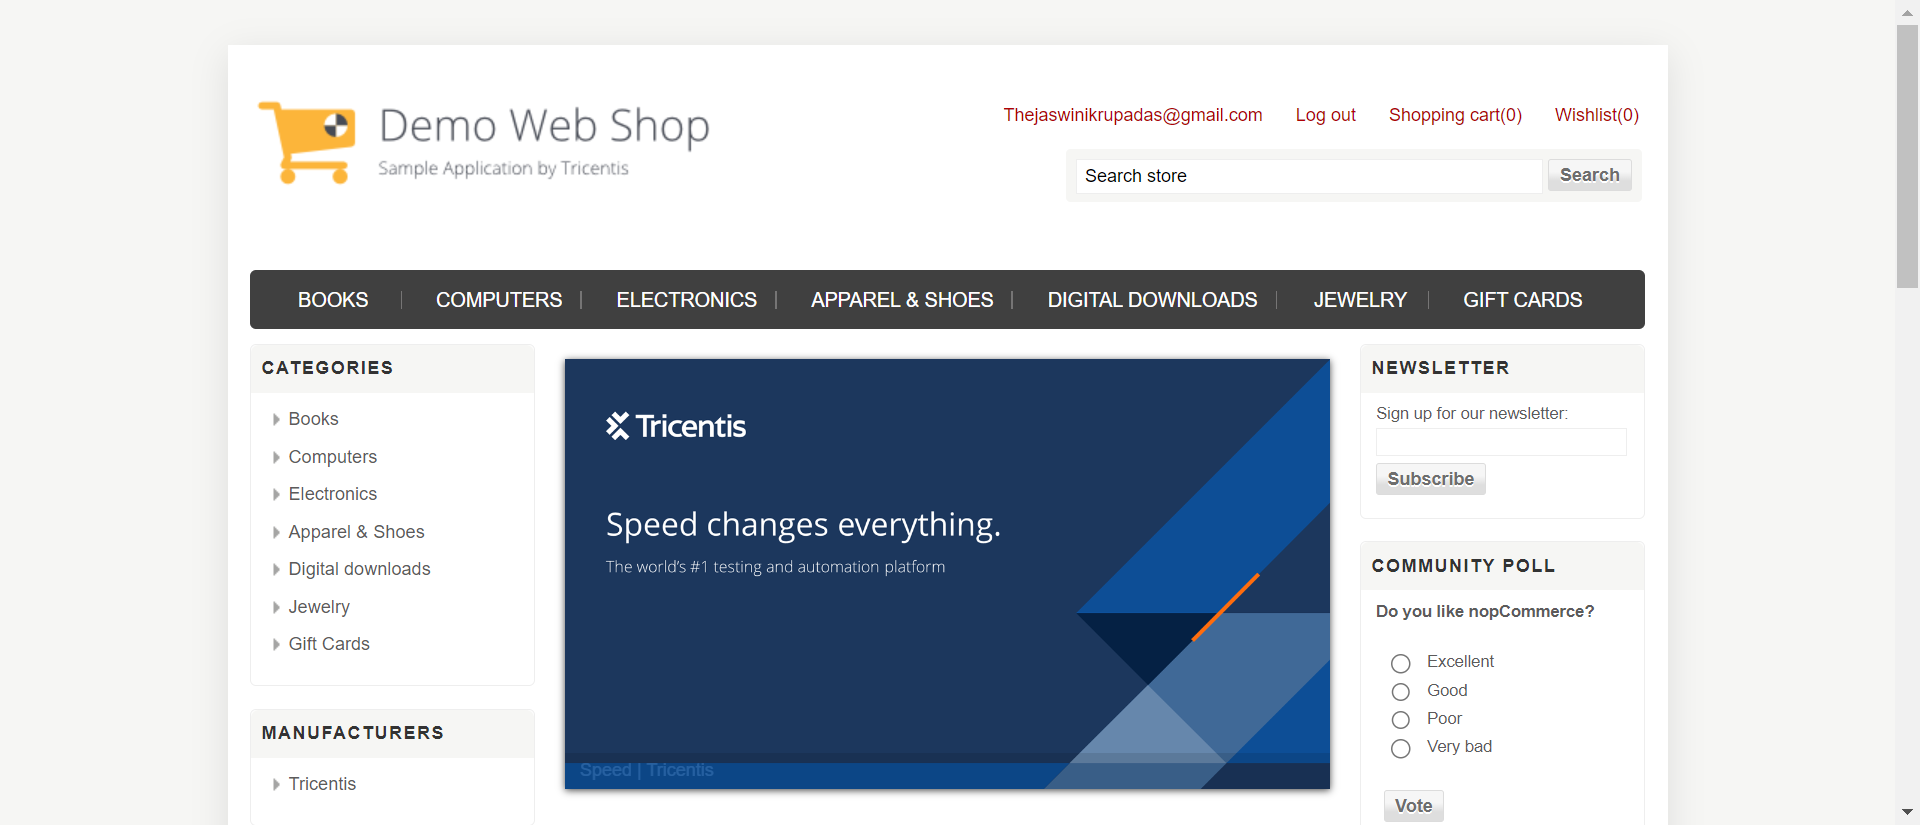 Demo Web Shop
Sample Application by Tricentis
Thejaswinikrupadas@gmail.com Log out Shopping cart(0) Wishlist(0)
Search store Search
BOOKS COMPUTERS ELECTRONICS APPAREL & SHOES DIGITAL DOWNLOADS JEWELRY GIFT CARDS
CATEGORIES
Books
Computers
Electronics
Apparel & Shoes
Digital downloads
Jewelry
Gift Cards
MANUFACTURERS
Tricentis
Tricentis
Speed changes everything.
The world's #1 testing and automation platform
Speed | Tricentis
NEWSLETTER
Sign up for our newsletter:
Subscribe
COMMUNITY POLL
Do you like nopCommerce?
Excellent
Good
Poor
Very bad
Vote